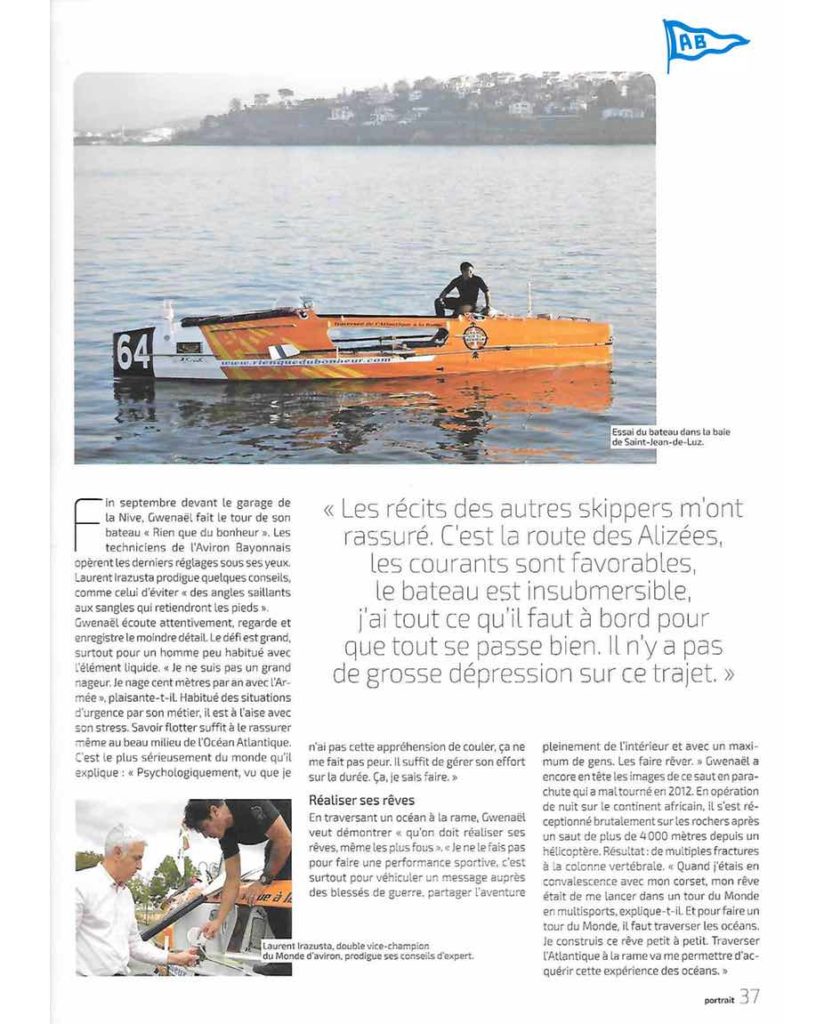 AB
64
Traversée de l'Atlantique à la Rame
www.rienquedubonheur.com
Essai du bateau dans la baie
de Saint-Jean-de-Luz.
Fin septembre devant le garage de
la Nive, Gwenaël fait le tour de son
bateau « Rien que du bonheur ». Les
techniciens de l'Aviron Bayonnais
opèrent les derniers réglages sous ses yeux.
Laurent Irazusta prodigue quelques conseils,
comme celui d'éviter « des angles saillants
aux sangles qui retiendront les pieds ».
Gwenaël écoute attentivement, regarde et
enregistre le moindre détail. Le défi est grand,
surtout pour un homme peu habitué avec
l'élément liquide. « Je ne suis pas un grand
nageur. Je nage cent mètres par an avec l'Ar-
mée », plaisante-t-il. Habitué des situations
d'urgence par son métier, il est à l'aise avec
son stress. Savoir flotter suffit à le rassurer
même au beau milieu de l'Océan Atlantique.
C'est le plus sérieusement du monde qu'il
explique : « Psychologiquement, vu que je
« Les récits des autres skippers m'ont
rassuré. C'est la route des Alizées,
les courants sont favorables,
le bateau est insubmersible,
j'ai tout ce qu'il faut à bord pour
que tout se passe bien. Il n'y a pas
de grosse dépression sur ce trajet. »
n'ai pas cette appréhension de couler, ça ne
me fait pas peur. Il suffit de gérer son effort
sur la durée. Ça, je sais faire. »
Réaliser ses rêves
En traversant un océan à la rame, Gwenaël
veut démontrer « qu'on doit réaliser ses
rêves, même les plus fous ». « Je ne le fais pas
pour faire une performance sportive, c'est
surtout pour véhiculer un message auprès
des blessés de guerre, partager l'aventure
pleinement de l'intérieur et avec un maxi-
mum de gens. Les faire rêver. » Gwenaël a
encore en tête les images de ce saut en para-
chute qui a mal tourné en 2012. En opération
de nuit sur le continent africain, il s'est ré-
ceptionné brutalement sur les rochers après
un saut de plus de 4000 mètres depuis un
hélicoptère. Résultat : de multiples fractures
à la colonne vertébrale. « Quand j'étais en
convalescence avec mon corset, mon rêve
était de me lancer dans un tour du Monde
en multisports, explique-t-il. Et pour faire un
tour du Monde, il faut traverser les océans.
Je construis ce rêve petit à petit. Traverser
l'Atlantique à la rame va me permettre d'ac-
quérir cette expérience des océans. »
Laurent Irazusta, double vice-champion
du Monde d'aviron, prodigue ses conseils d'expert.
portrait 37